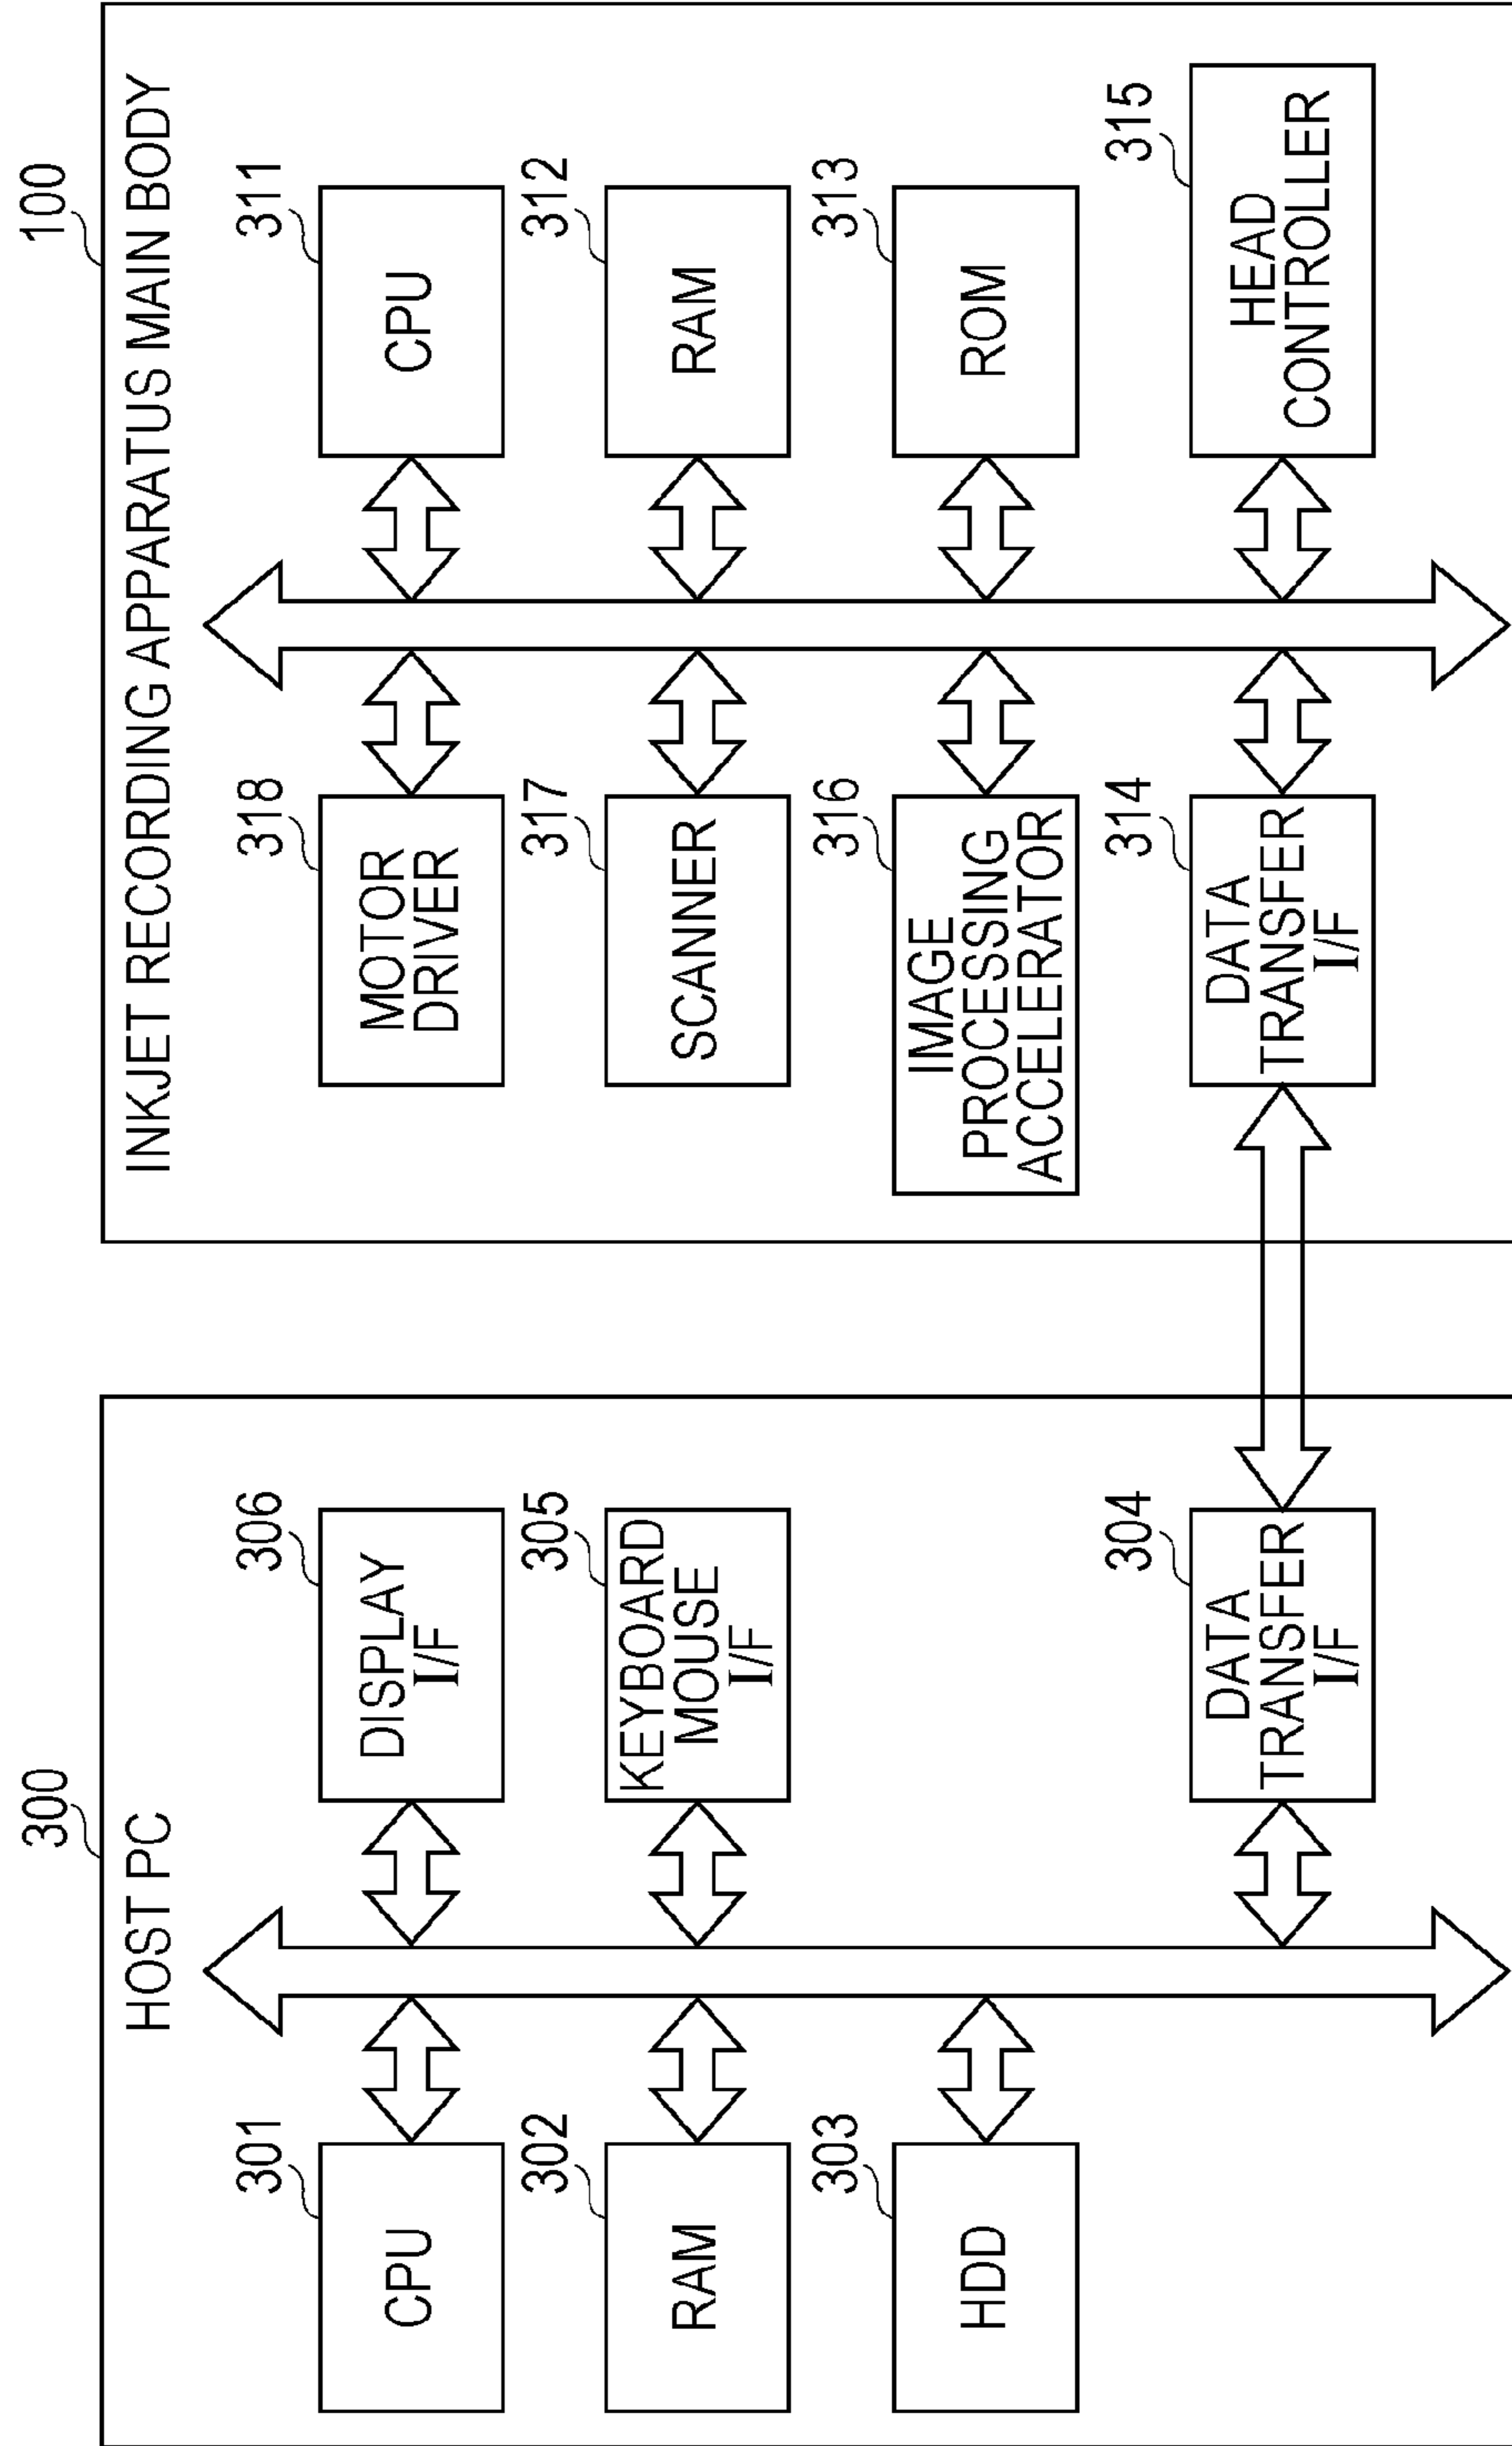 300
HOST PC
301
CPU
302
RAM
303
HDD
306
DISPLAY
I/F
305
KEYBOARD
MOUSE
I/F
304
DATA
TRANSFER
I/F
100
INKJET RECORDING APPARATUS MAIN BODY
318
MOTOR
DRIVER
317
SCANNER
316
IMAGE
PROCESSING
ACCELERATOR
314
DATA
TRANSFER
I/F
311
CPU
312
RAM
313
ROM
315
HEAD
CONTROLLER